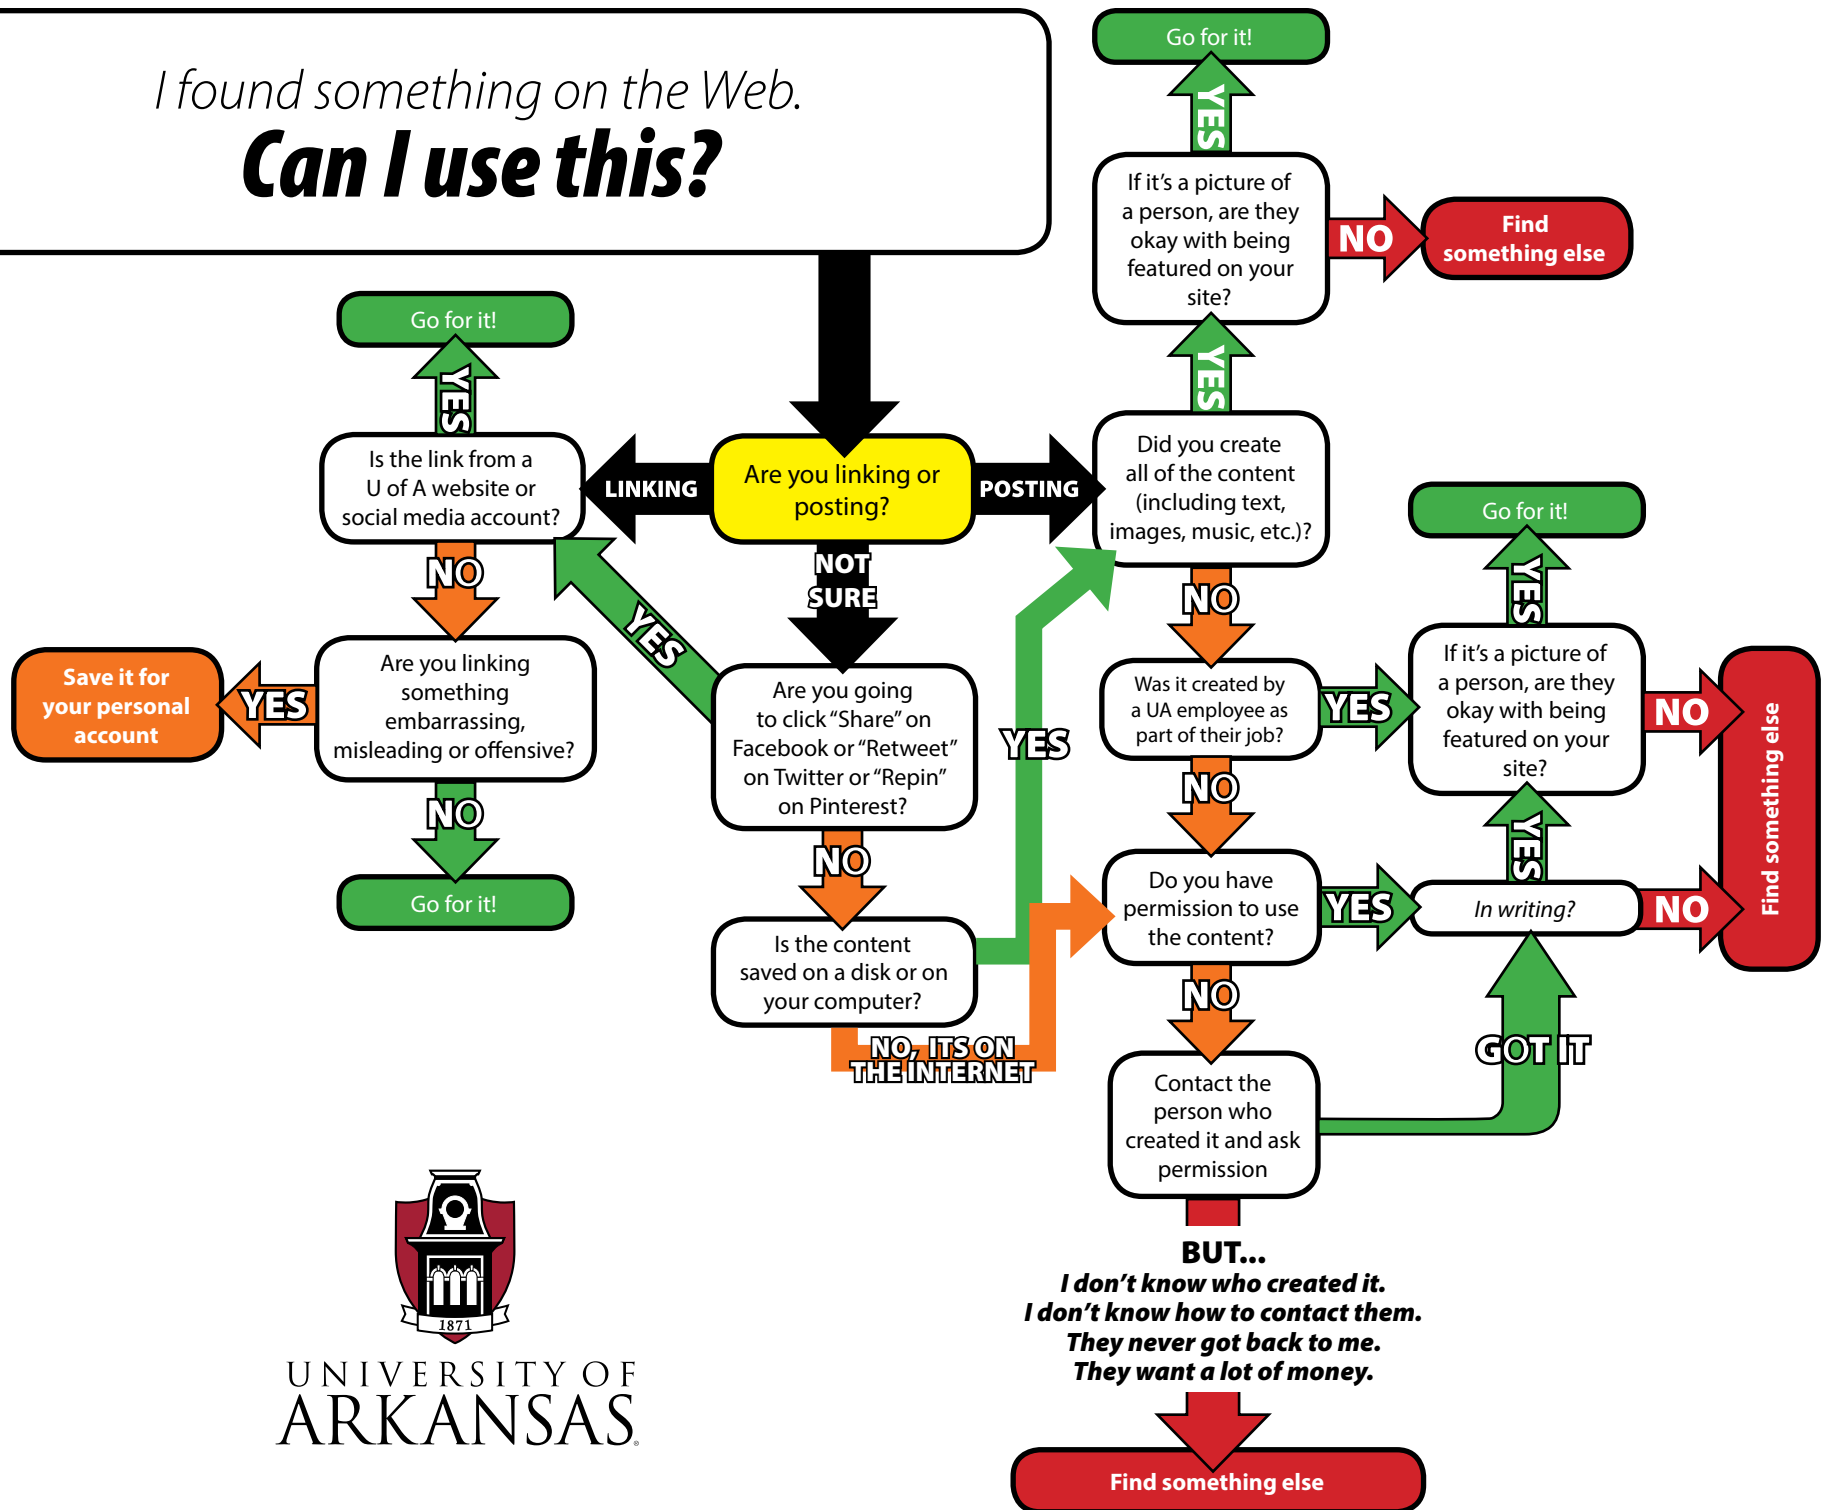 I found something on the Web.
Can I use this?
Go for it!
YES
If it’s a picture of
a person, are they
okay with being
featured on your
site?
NO
Find
something else
YES
Go for it!
YES
Is the link from a
U of A website or
social media account?
LINKING
Are you linking or
posting?
POSTING
Did you create
all of the content
(including text,
images, music, etc.)?
NO
NOT
SURE
NO
Go for it!
YES
Save it for
your personal
account
YES
Are you linking
something
embarrassing,
misleading or offensive?
NO
Go for it!
YES
Are you going
to click “Share” on
Facebook or “Retweet”
on Twitter or “Repin”
on Pinterest?
NO
YES
Is the content
saved on a disk or on
your computer?
NO, ITS ON
THE INTERNET
Was it created by
a UA employee as
part of their job?
YES
If it’s a picture of
a person, are they
okay with being
featured on your
site?
NO
Find something else
NO
YES
Do you have
permission to use
the content?
YES
In writing?
NO
NO
GOT IT
Contact the
person who
created it and ask
permission
BUT...
I don’t know who created it.
I don’t know how to contact them.
They never got back to me.
They want a lot of money.
Find something else
1871
UNIVERSITY OF
ARKANSAS